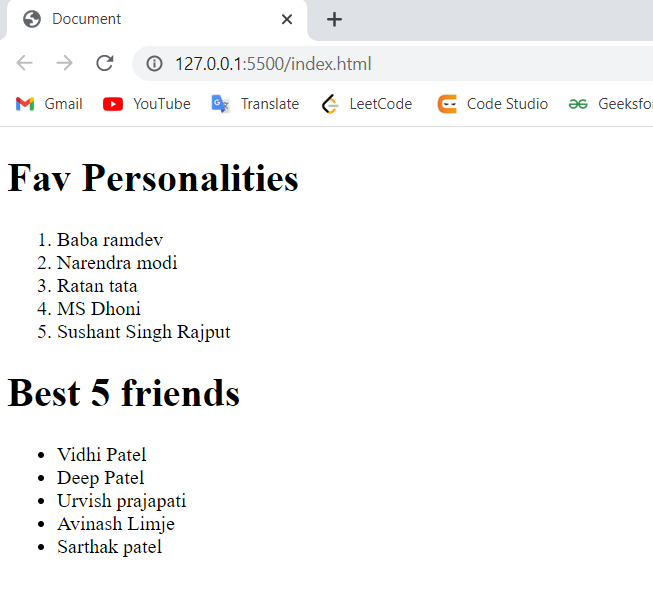 Document
127.0.0.1:5500/index.html
Gmail YouTube Translate LeetCode Code Studio Geeksfo
Fav Personalities
1. Baba ramdev
2. Narendra modi
3. Ratan tata
4. MS Dhoni
5. Sushant Singh Rajput
Best 5 friends
• Vidhi Patel
• Deep Patel
• Urvish prajapati
• Avinash Limje
• Sarthak patel